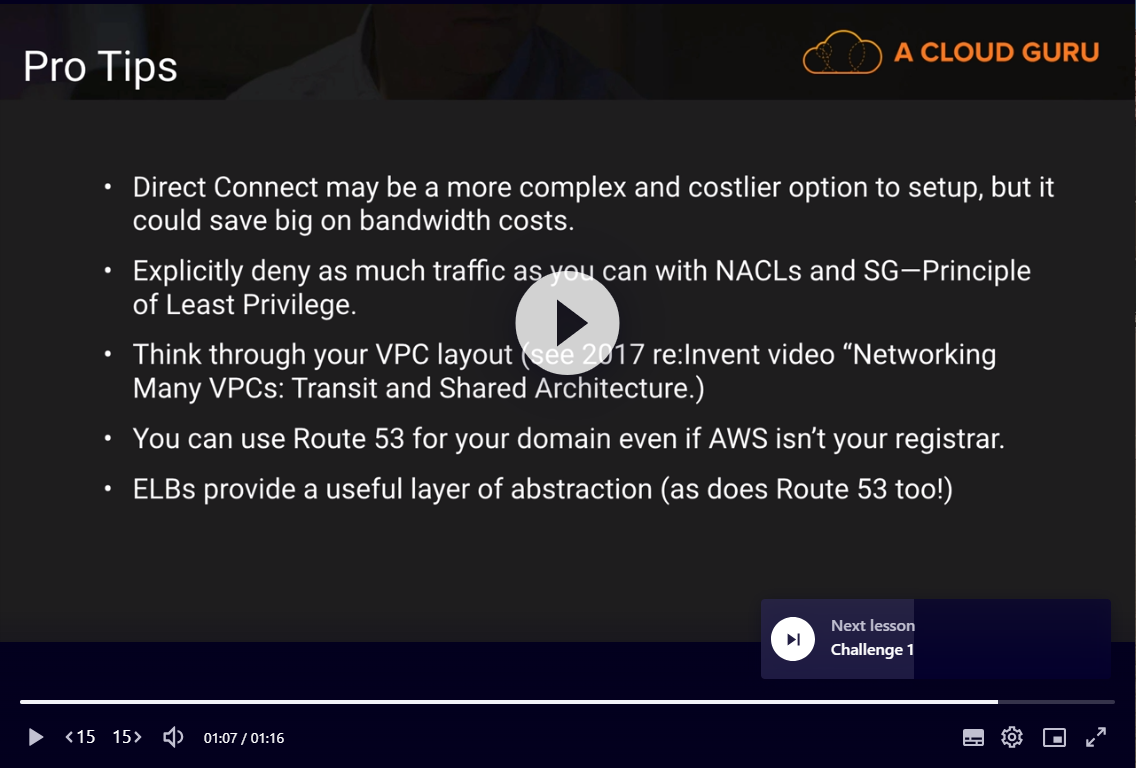 Pro Tips
A CLOUD GURU
• Direct Connect may be a more complex and costlier option to setup, but it
could save big on bandwidth costs.
• Explicitly deny as much traffic as you can with NACLs and SG—Principle
of Least Privilege.
• Think through your VPC layout (see 2017 re:Invent video “Networking
Many VPCs: Transit and Shared Architecture.)
• You can use Route 53 for your domain even if AWS isn’t your registrar.
• ELBs provide a useful layer of abstraction (as does Route 53 too!)
Next lesson
Challenge 1
<15 15> 01:07 / 01:16